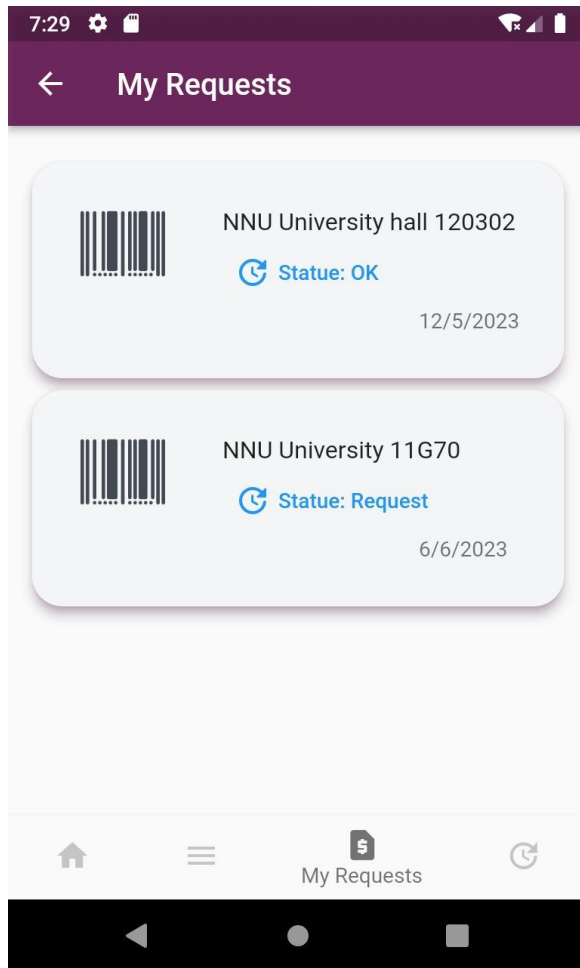 7:29
My Requests
NNU University hall 120302
Statue: OK
12/5/2023
NNU University 11G70
Statue: Request
6/6/2023
$
My Requests